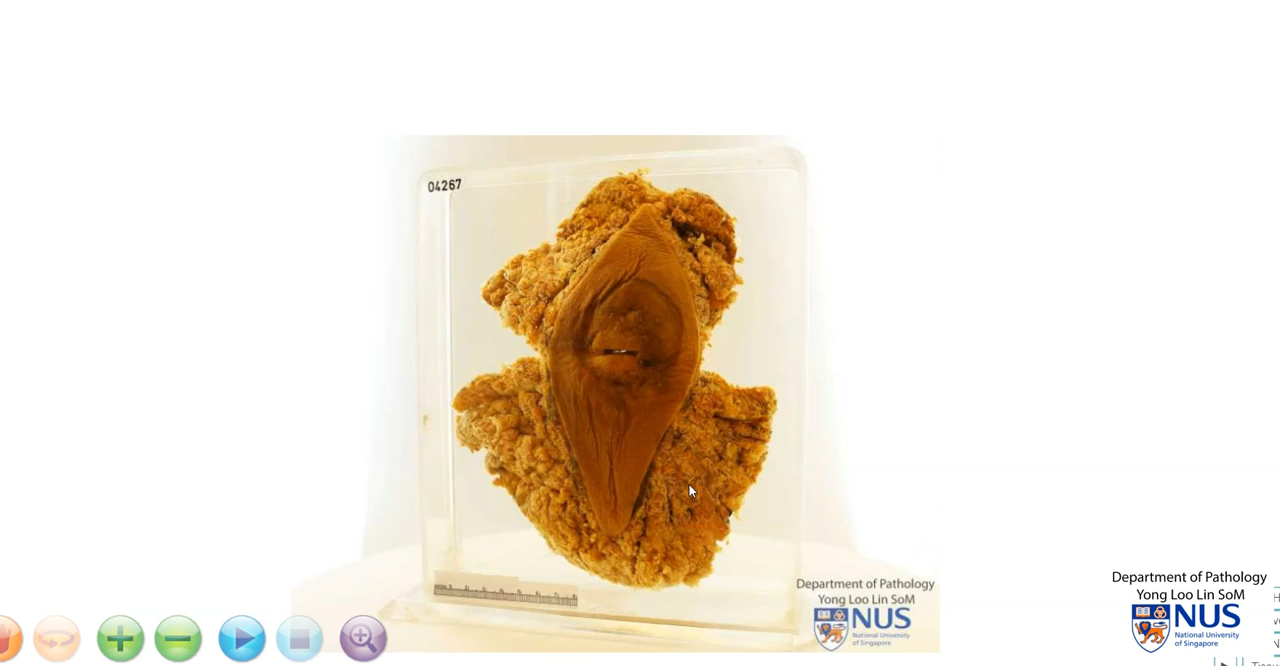 04267
Department of Pathology
Yong Loo Lin SoM
NUS
National University
of Singapore
Department of Pathology
Yong Loo Lin SoM
NUS
National University
of Singapore